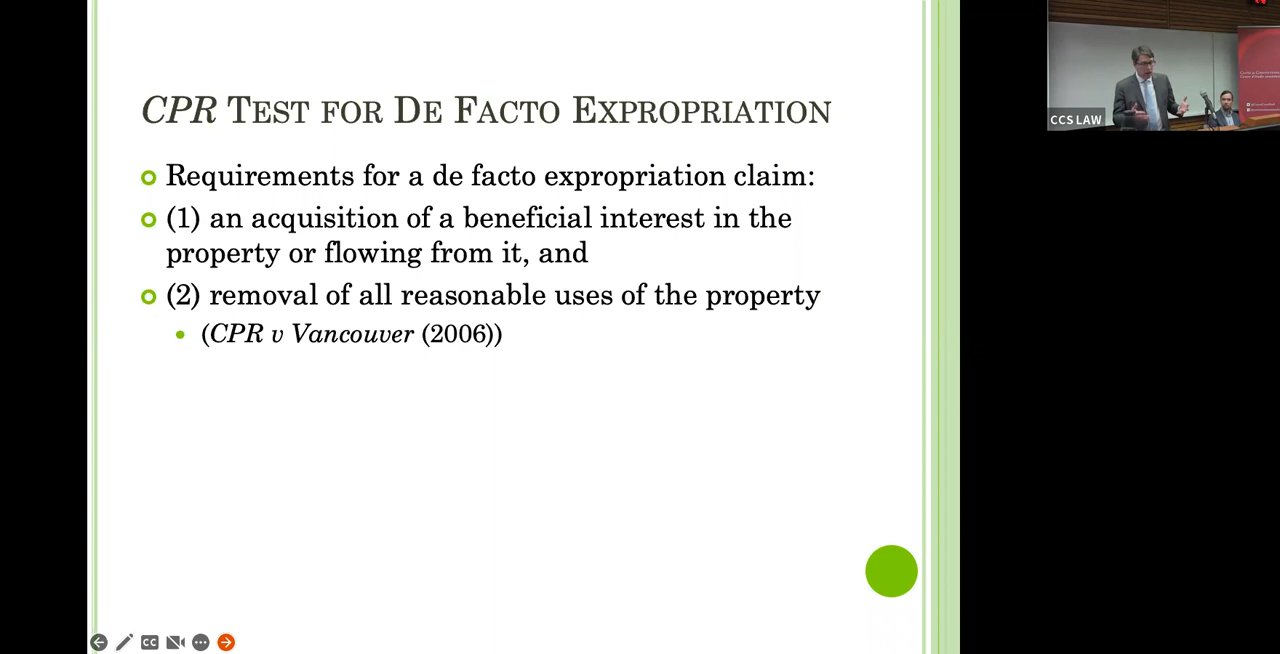 CPR TEST FOR DE FACTO EXPROPRIATION
Requirements for a de facto expropriation claim:
(1) an acquisition of a beneficial interest in the
property or flowing from it, and
(2) removal of all reasonable uses of the property
(CPR v Vancouver (2006))
CCS LAW
CC